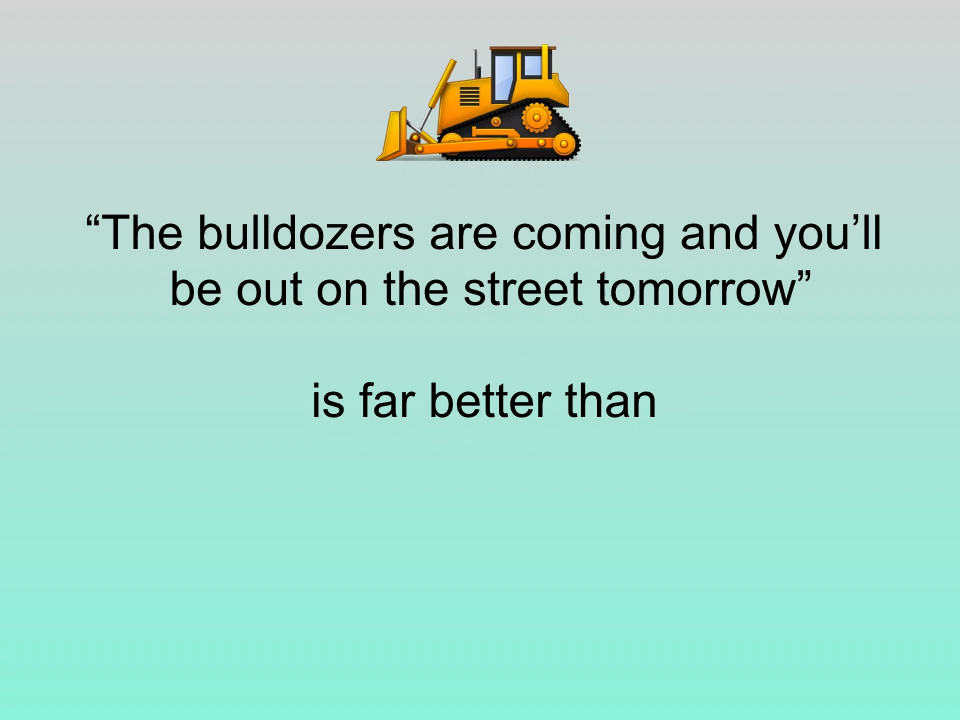 “The bulldozers are coming and you’ll
be out on the street tomorrow”
is far better than